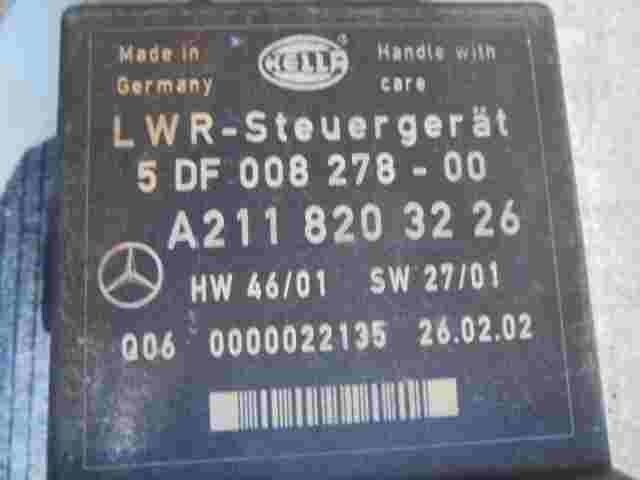 Made in
Germany
HELLA
®
Handle with
care
LWR-Steuergerät
5 DF 008 278 - 00
A211 820 32 26
HW 46/01 SW 27/01
Q06 0000022135 26.02.02